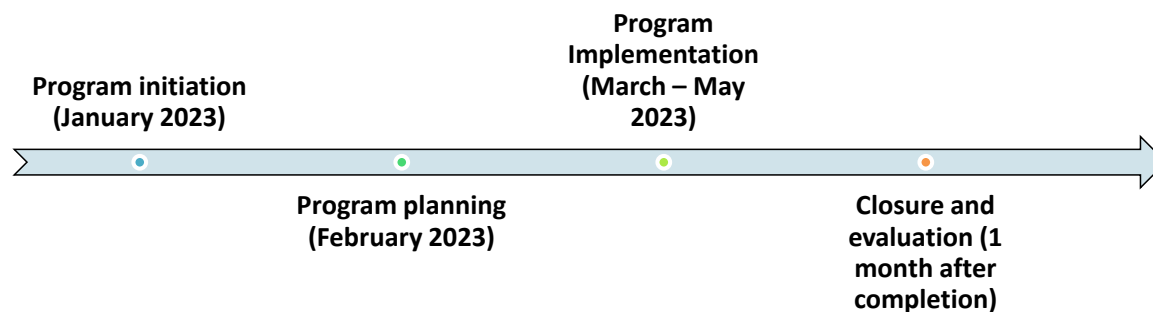 Program initiation
(January 2023)
Program planning
(February 2023)
Program
Implementation
(March – May
2023)
Closure and
evaluation (1
month after
completion)